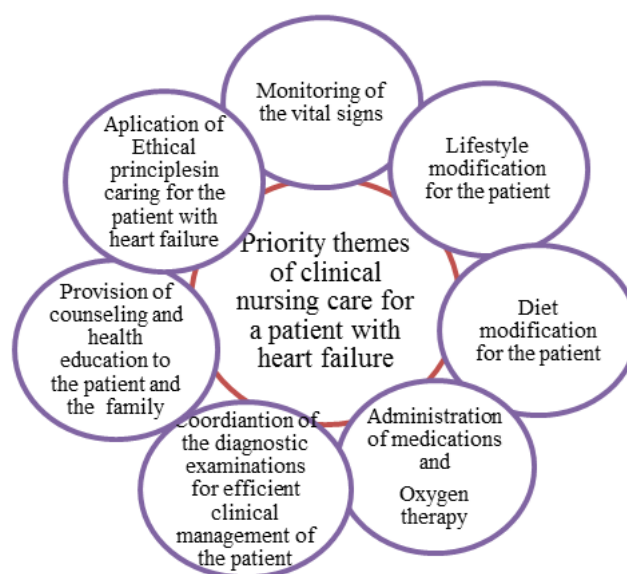 Monitoring of
the vital signs
Lifestyle
modification
for the patient
Diet
modification
for the patient
Administration
of medications
and
Oxygen
therapy
Coordiantion of
the diagnostic
examinations
for efficient
clinical
management of
the patient
Provision of
counseling and
health
education to
the patient and
the family
Aplication of
Ethical
principlesin
caring for the
patient with
heart failure
Priority themes
of clinical
nursing care for
a patient with
heart failure